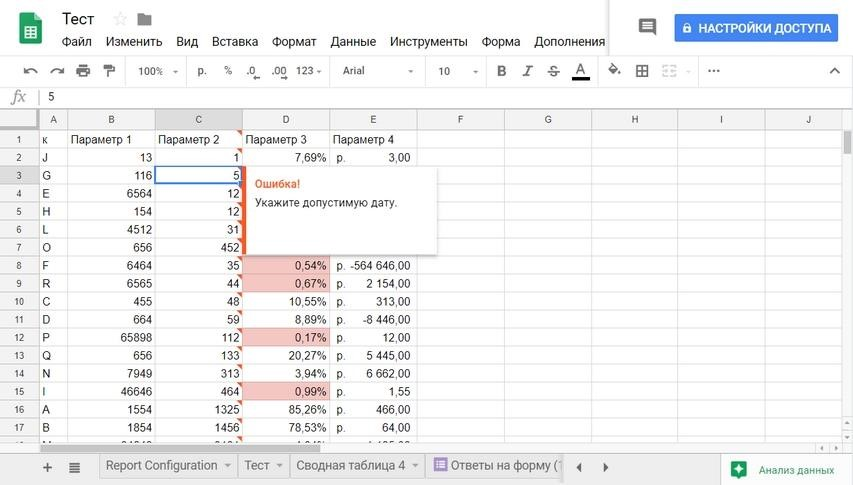 Тест
Файл Изменить Вид Вставка Формат Данные Инструменты Форма Дополнения
НАСТРОЙКИ ДОСТУПА
100% р. % .0 .00 123 Arial 10 B I S A ...
fx 5
A B C D E F G H I J
1 к Параметр 1 Параметр 2 Параметр 3 Параметр 4
2 J 13 1 7,69% р. 3,00
3 G 116 5
Ошибка!
4 E 6564 12
Укажите допустимую дату.
5 H 154 12
6 L 4512 31
7 O 656 452
8 F 6464 35 0,54% р. -564 646,00
9 R 6565 44 0,67% р. 2 154,00
10 C 455 48 10,55% р. 313,00
11 D 664 59 8,89% р. -8 446,00
12 P 65898 112 0,17% р. 12,00
13 Q 656 133 20,27% р. 5 445,00
14 N 7949 313 3,94% р. 6 662,00
15 I 46646 464 0,99% р. 1,55
16 A 1554 1325 85,26% р. 466,00
17 B 1854 1456 78,53% р. 64,00
Report Configuration Тест Сводная таблица 4 Ответы на форму (1
Анализ данных